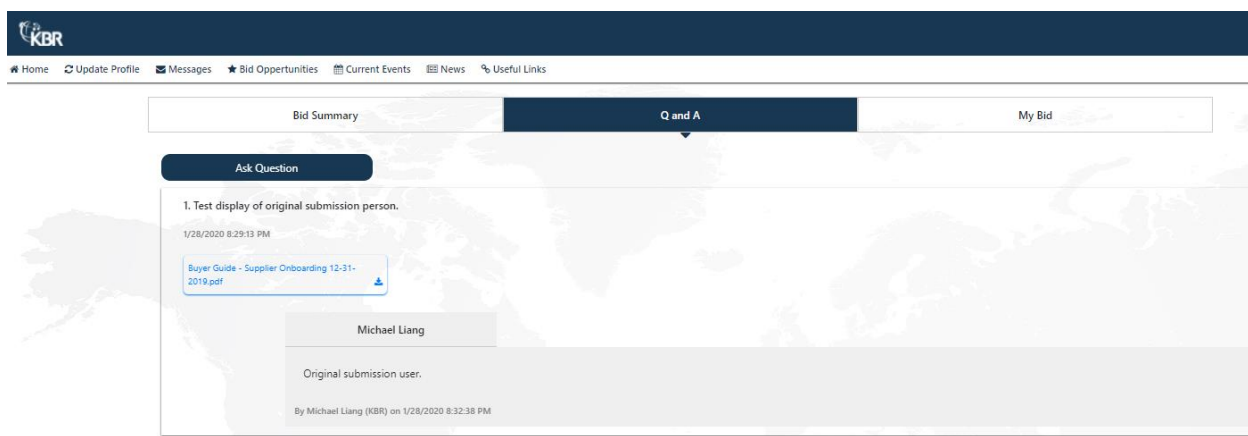 KBR
Home Update Profile Messages Bid Oppertunities Current Events News Useful Links
Bid Summary Q and A My Bid
Ask Question
1. Test display of original submission person.
1/28/2020 8:29:13 PM
Buyer Guide - Supplier Onboarding 12-31-
2019.pdf
Michael Liang
Original submission user.
By Michael Liang (KBR) on 1/28/2020 8:32:38 PM